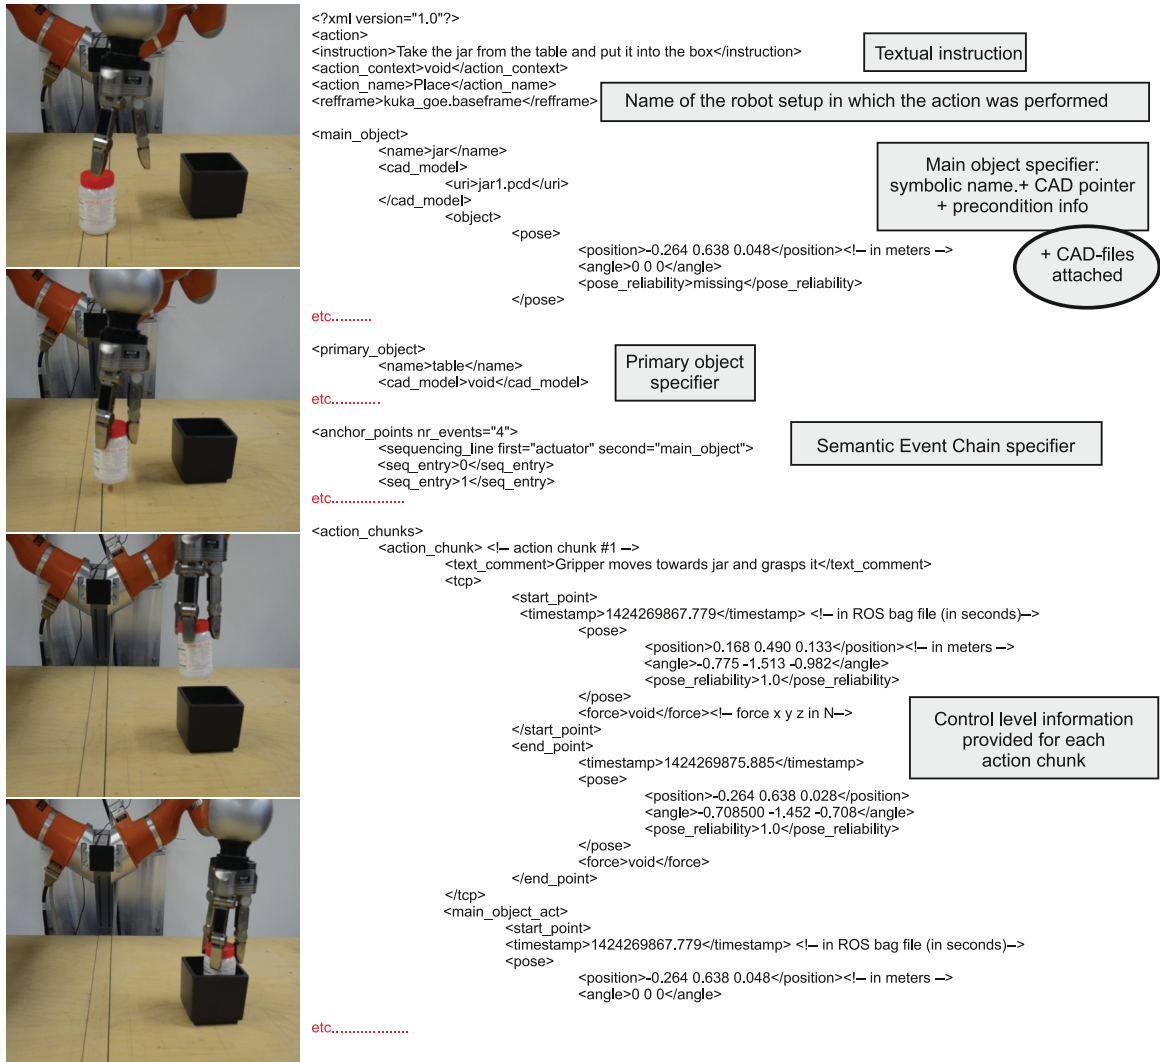 <?xml version="1.0"?>
<action>
<instruction>Take the jar from the table and put it into the box</instruction>
Textual instruction
<action_context>void</action_context>
<action_name>Place</action_name>
<refframe>kuka_goe.baseframe</refframe>
Name of the robot setup in which the action was performed
<main_object>
<name>jar</name>
<cad_model>
<uri>jar1.pcd</uri>
</cad_model>
Main object specifier:
symbolic name.+ CAD pointer
+ precondition info
<object>
<pose>
<position>-0.264 0.638 0.048</position><!– in meters –>
<angle>0 0 0</angle>
<pose_reliability>missing</pose_reliability>
</pose>
+ CAD-files
attached
etc..........
<primary_object>
<name>table</name>
<cad_model>void</cad_model>
Primary object
specifier
etc............
<anchor_points nr_events="4">
<sequencing_line first="actuator" second="main_object">
<seq_entry>0</seq_entry>
<seq_entry>1</seq_entry>
Semantic Event Chain specifier
etc..................
<action_chunks>
<action_chunk> <!– action chunk #1 –>
<text_comment>Gripper moves towards jar and grasps it</text_comment>
<tcp>
<start_point>
<timestamp>1424269867.779</timestamp> <!– in ROS bag file (in seconds)–>
<pose>
<position>0.168 0.490 0.133</position><!– in meters –>
<angle>-0.775 -1.513 -0.982</angle>
<pose_reliability>1.0</pose_reliability>
</pose>
<force>void</force><!– force x y z in N–>
</start_point>
<end_point>
Control level information
provided for each
action chunk
<timestamp>1424269875.885</timestamp>
<pose>
<position>-0.264 0.638 0.028</position>
<angle>-0.708500 -1.452 -0.708</angle>
<pose_reliability>1.0</pose_reliability>
</pose>
<force>void</force>
</end_point>
</tcp>
<main_object_act>
<start_point>
<timestamp>1424269867.779</timestamp> <!– in ROS bag file (in seconds)–>
<pose>
<position>-0.264 0.638 0.048</position><!– in meters –>
<angle>0 0 0</angle>
etc...................